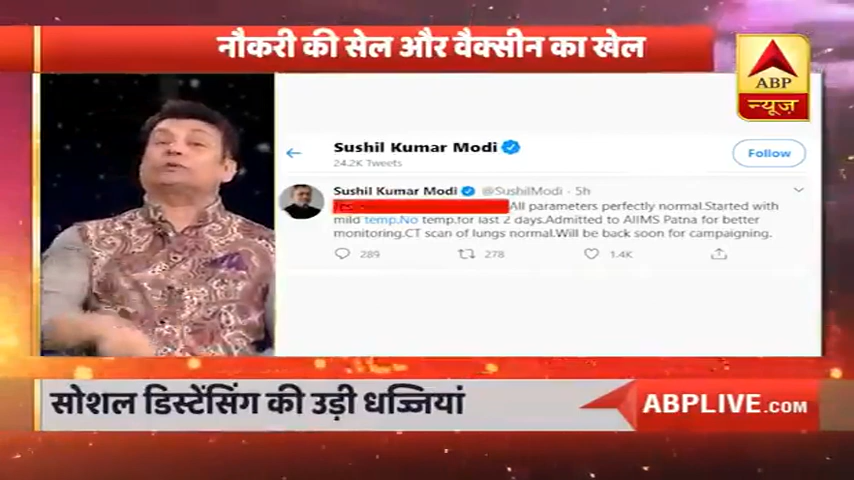 नौकरी की सेल और वैक्सीन का खेल
ABP
न्यूज़
Sushil Kumar Modi
24.2K Tweets
Follow
Sushil Kumar Modi @SushilModi · 5h
All parameters perfectly normal.Started with
mild temp.No temp.for last 2 days.Admitted to AIIMS Patna for better
monitoring.CT scan of lungs normal.Will be back soon for campaigning.
289 278 1.4K
सोशल डिस्टेंसिंग की उड़ी धज्जियां
ABPLIVE.COM